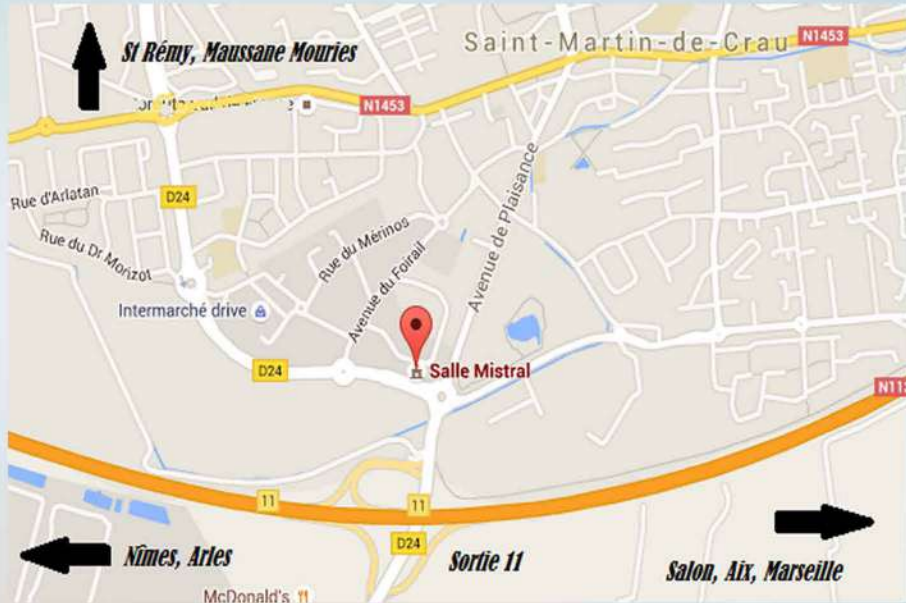 St Rémy, Maussane Mouries
Saint-Martin-de-Crau
N1453
N1453
Rue d'Arlatan
D24
Rue du Dr Morizot
Rue du Mérinos
Avenue du Foirail
Avenue de Plaisance
Intermarché drive
D24
Salle Mistral
11
11
D24
Nîmes, Arles
Sortie 11
Salon, Aix, Marseille
McDonald's